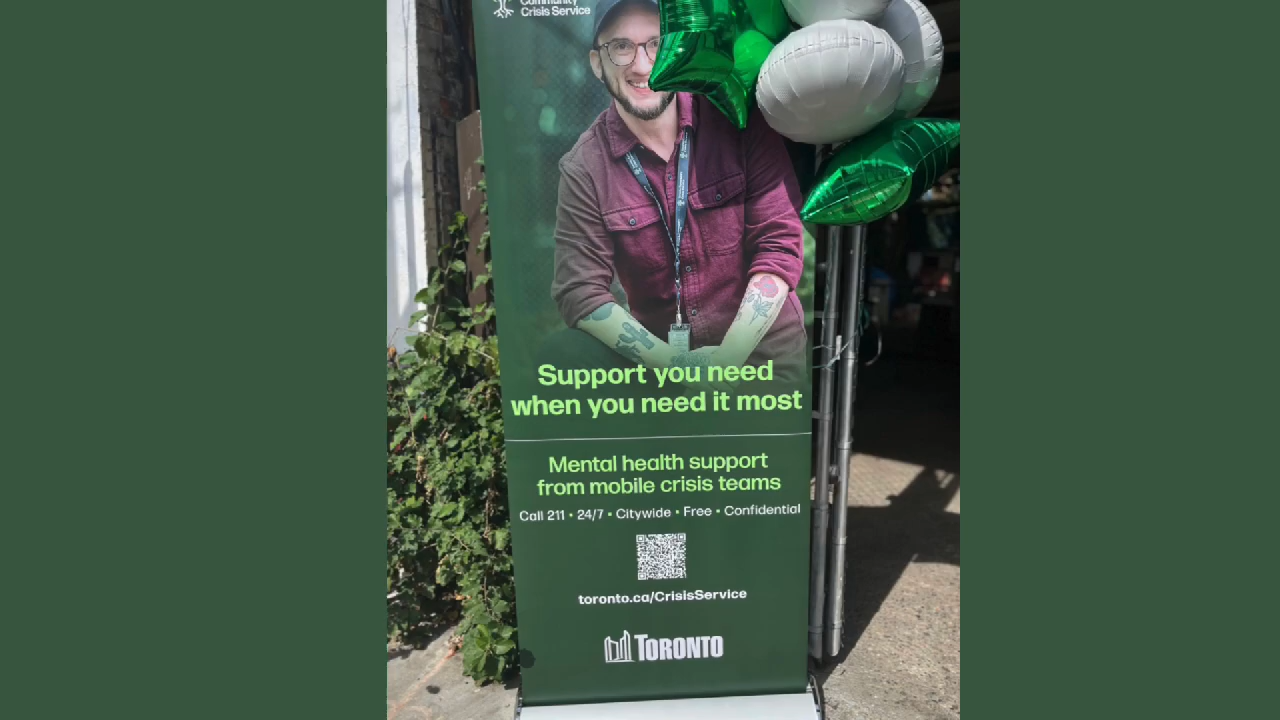 Community
Crisis Service
Support you need
when you need it most
Mental health support
from mobile crisis teams
Call 211 • 24/7 • Citywide • Free • Confidential
toronto.ca/CrisisService
TORONTO